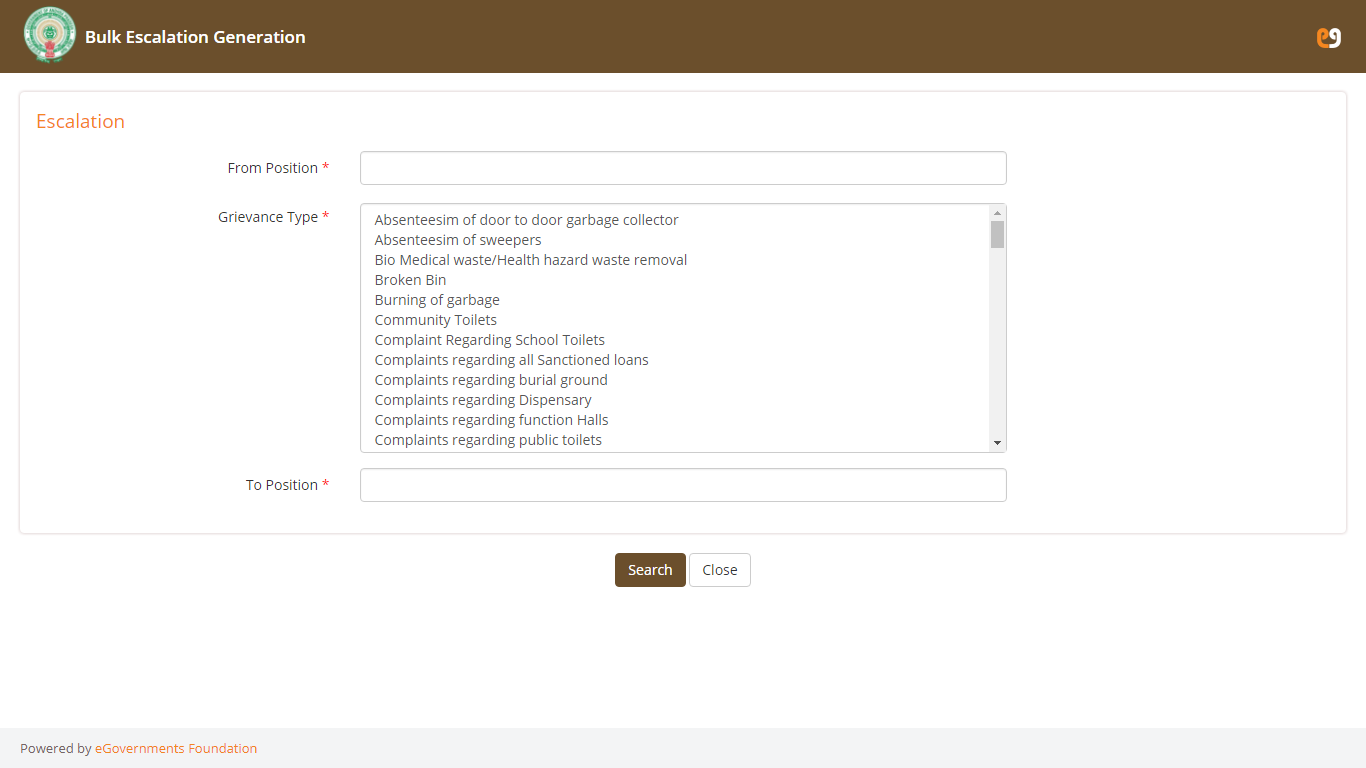 Bulk Escalation Generation
Escalation
From Position *
Grievance Type *
Absenteesim of door to door garbage collector
Absenteesim of sweepers
Bio Medical waste/Health hazard waste removal
Broken Bin
Burning of garbage
Community Toilets
Complaint Regarding School Toilets
Complaints regarding all Sanctioned loans
Complaints regarding burial ground
Complaints regarding Dispensary
Complaints regarding function Halls
Complaints regarding public toilets
To Position *
Search Close
Powered by eGovernments Foundation